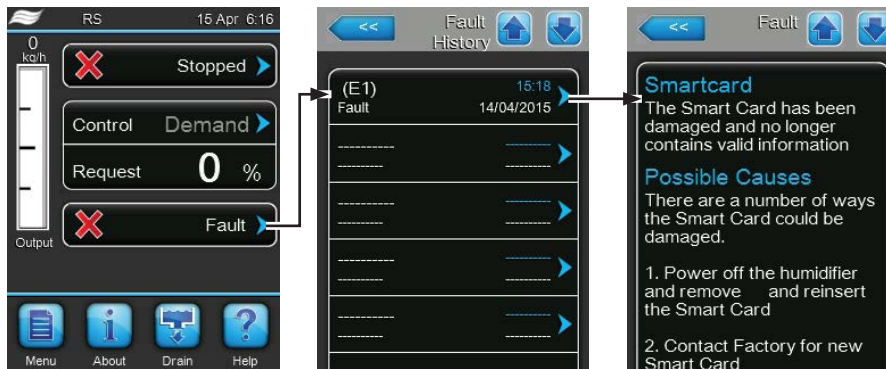 RS 15 Apr 6:16
0
kg/h
Stopped
Control Demand
Request 0 %
Fault
Output
Menu About Drain Help
<< Fault
History
(E1) 15:18
Fault 14/04/2015
---------- ---------
---------- ---------
---------- ---------
---------- ---------
---------- ---------
---------- ---------
---------- ---------
---------- ---------
<< Fault
Smartcard
The Smart Card has been
damaged and no longer
contains valid information
Possible Causes
There are a number of ways
the Smart Card could be
damaged.
1. Power off the humidifier
and remove and reinsert
the Smart Card
2. Contact Factory for new
Smart Card